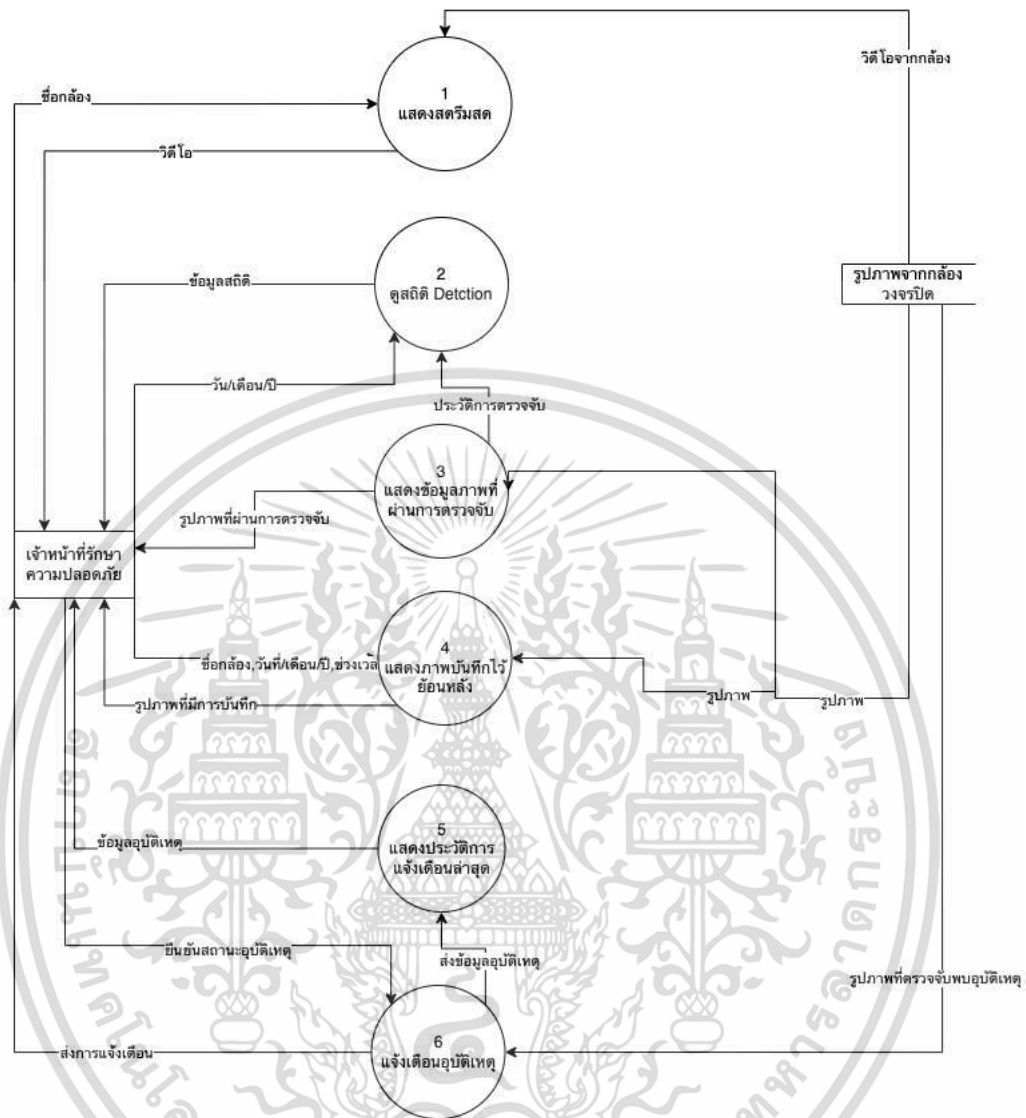 วิดีโอจากกล้อง
ชื่อกล้อง
1
แสดงสตรีมสด
วิดีโอ
2
ดูสถิติ Detction
ข้อมูลสถิติ
รูปภาพจากกล้อง
วงจรปิด
วัน/เดือน/ปี
ประวัติการตรวจจับ
3
แสดงข้อมูลภาพที่
ผ่านการตรวจจับ
รูปภาพที่ผ่านการตรวจจับ
เจ้าหน้าที่รักษา
ความปลอดภัย
4
แสดงภาพบันทึกไว้
ย้อนหลัง
ชื่อกล้อง,วันที่/เดือน/ปี,ช่วงเวล
รูปภาพที่มีการบันทึก
รูปภาพ
รูปภาพ
5
แสดงประวัติการ
แจ้งเตือนล่าสุด
ข้อมูลอุบัติเหตุ
ยืนยันสถานะอุบัติเหตุ
ส่งข้อมูลอุบัติเหตุ
รูปภาพที่ตรวจจับพบอุบัติเหตุ
6
แจ้งเตือนอุบัติเหตุ
ส่งการแจ้งเตือน